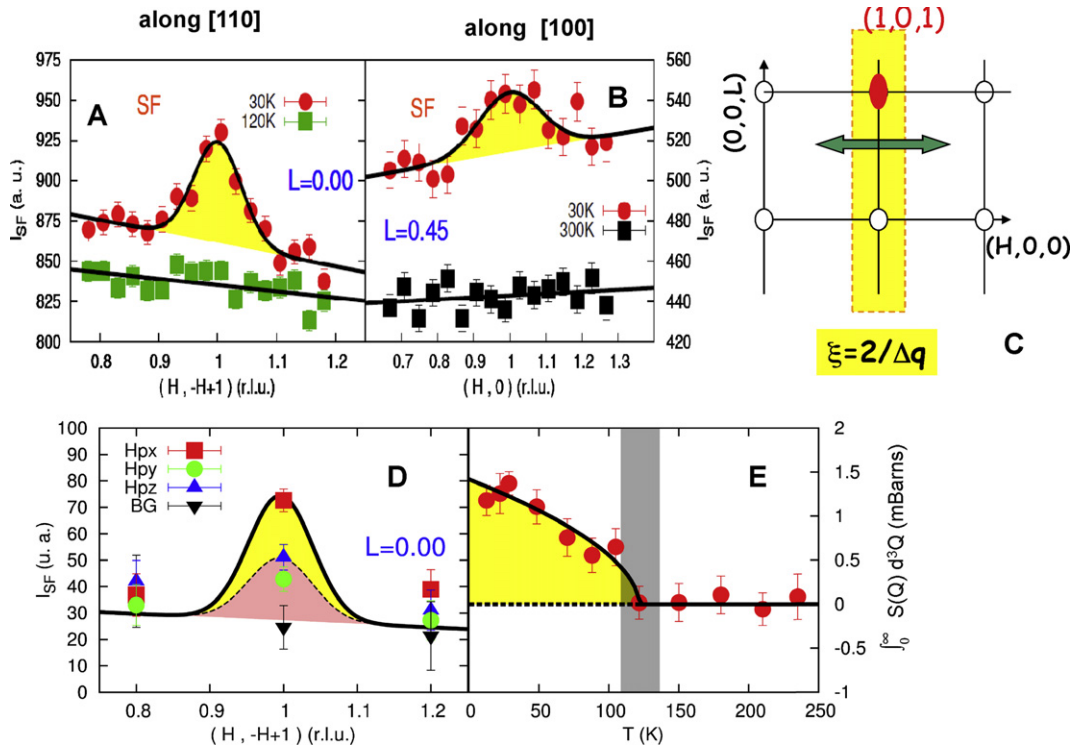 along [110]
along [100]
(1,0,1)
A
SF
30K
120K
L=0.00
975
950
925
900
875
850
825
800
I SF (a. u.)
0.8
0.9
1
1.1
1.2
( H , -H+1) (r.l.u.)
B
SF
L=0.45
30K
300K
560
540
520
500
480
460
440
420
I SF (a. u.)
0.7
0.8
0.9
1
1.1
1.2
1.3
( H, 0) (r.l.u.)
(0,0,L)
(H,0,0)
ξ=2/Δq
C
Hpx
Hpy
Hpz
BG
D
L=0.00
100
90
80
70
60
50
40
30
20
10
0
I SF (u. a.)
0.8
0.9
1
1.1
1.2
( H , -H+1) (r.l.u.)
E
2
1.5
1
0.5
0
-0.5
-1
∫₀^∞ S(Q) d³Q (mBarns)
0
50
100
150
200
250
T (K)